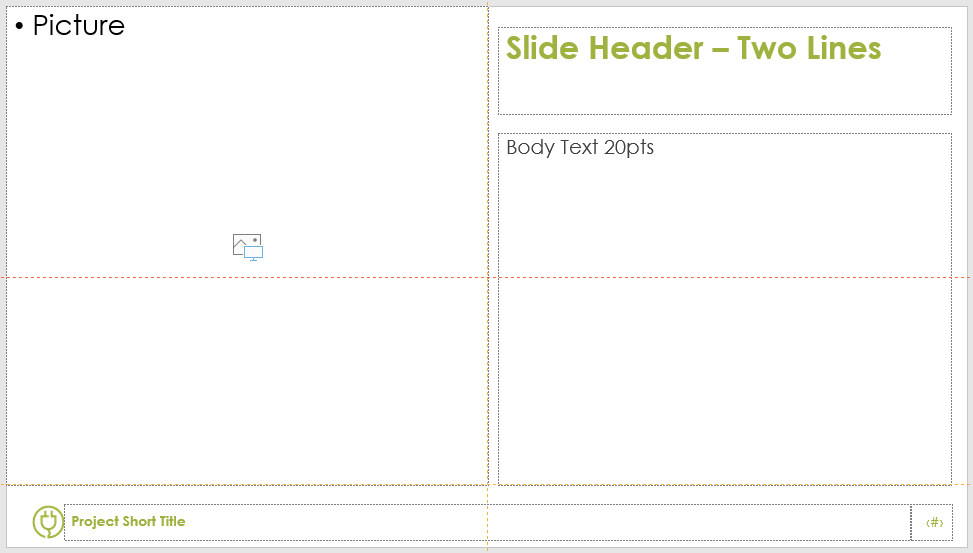 • Picture
Slide Header – Two Lines
Body Text 20pts
Project Short Title
‹#›